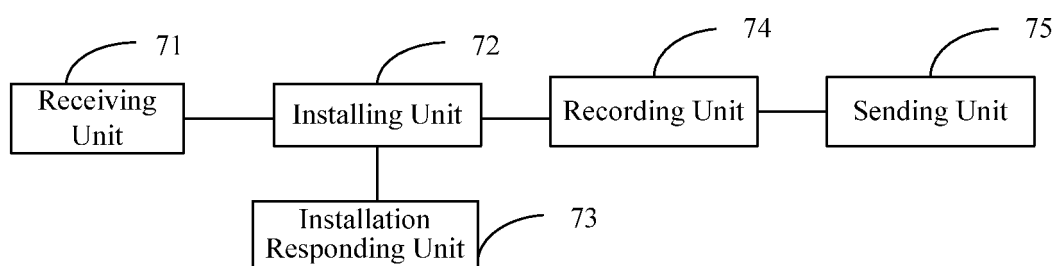 71
72
74
75
Receiving
Unit
Installing Unit
Recording Unit
Sending Unit
Installation
Responding Unit
73